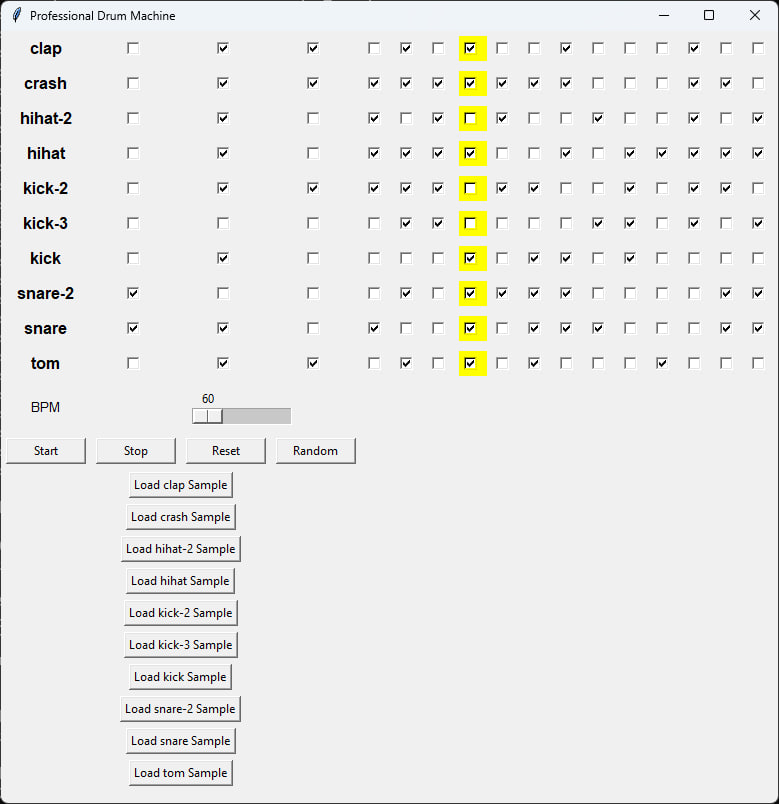 Professional Drum Machine
clap
crash
hihat-2
hihat
kick-2
kick-3
kick
snare-2
snare
tom
60
BPM
Start Stop Reset Random
Load clap Sample
Load crash Sample
Load hihat-2 Sample
Load hihat Sample
Load kick-2 Sample
Load kick-3 Sample
Load kick Sample
Load snare-2 Sample
Load snare Sample
Load tom Sample